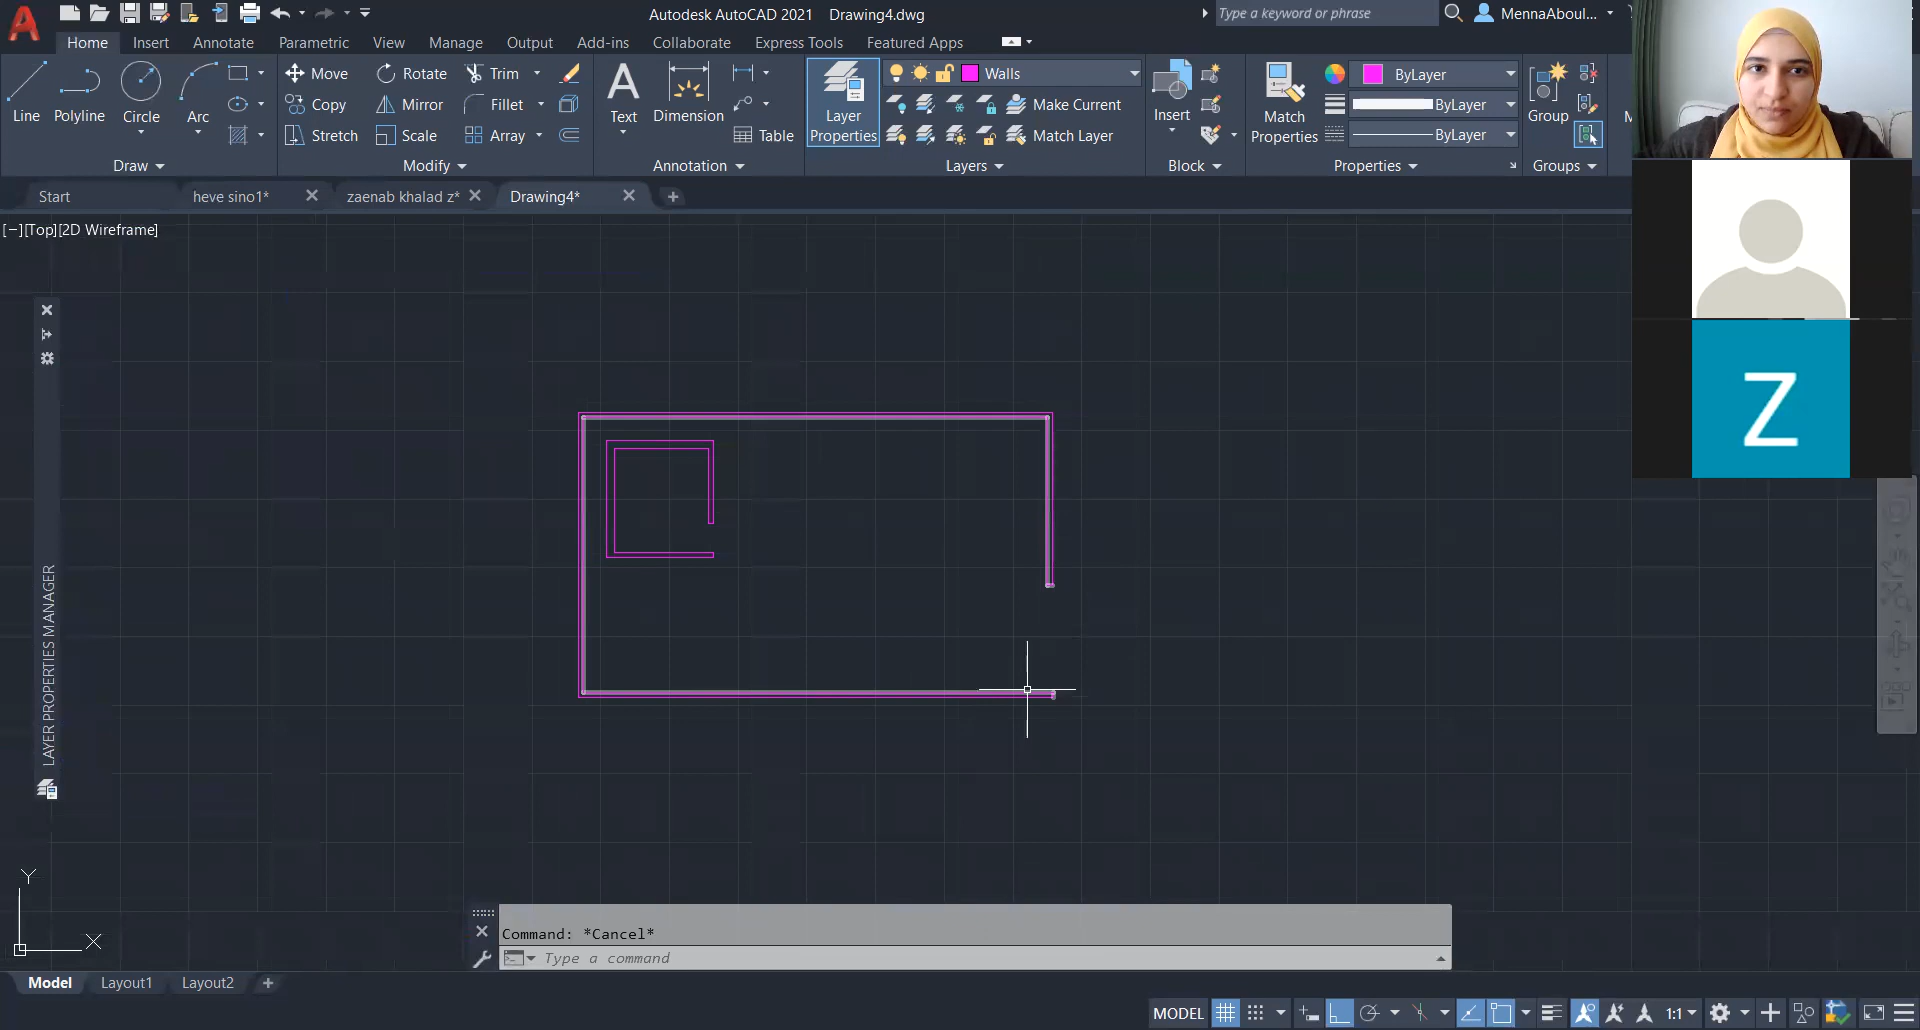 Autodesk AutoCAD 2021 Drawing4.dwg
Type a keyword or phrase
MennaAboul...
Home Insert Annotate Parametric View Manage Output Add-ins Collaborate Express Tools Featured Apps
Line Polyline Circle Arc
Move Rotate Trim
Copy Mirror Fillet
Stretch Scale Array
Text Dimension Table
Layer Properties
Walls
Make Current
Match Layer
Insert
Match Properties
ByLayer
ByLayer
ByLayer
Group
M
Draw Modify Annotation Layers Block Properties Groups
Start heve sino1* zaenab khalad z* Drawing4*
[−][Top][2D Wireframe]
Z
LAYER PROPERTIES MANAGER
Y
X
Command: *Cancel*
Type a command
Model Layout1 Layout2
MODEL 1:1